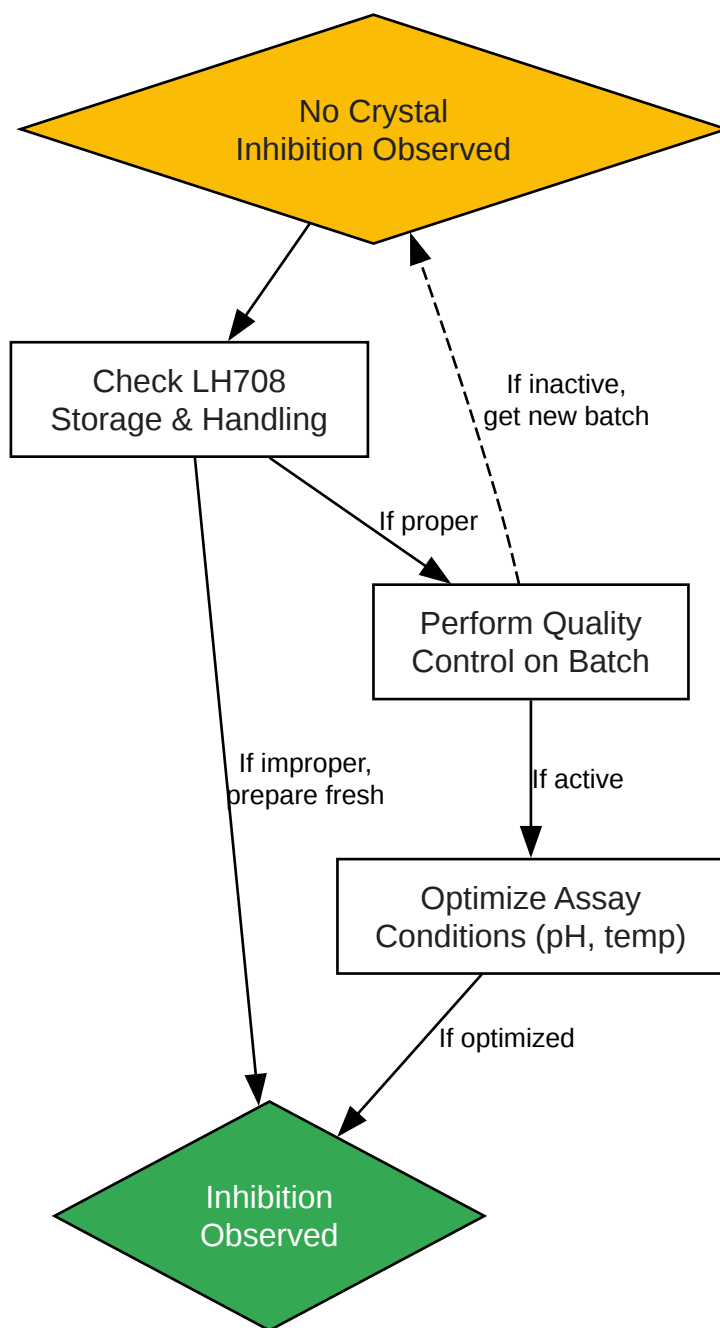 No Crystal
Inhibition Observed
Check LH708
Storage & Handling
If inactive,
get new batch
If proper
Perform Quality
Control on Batch
If improper,
prepare fresh
If active
Optimize Assay
Conditions (pH, temp)
If optimized
Inhibition
Observed